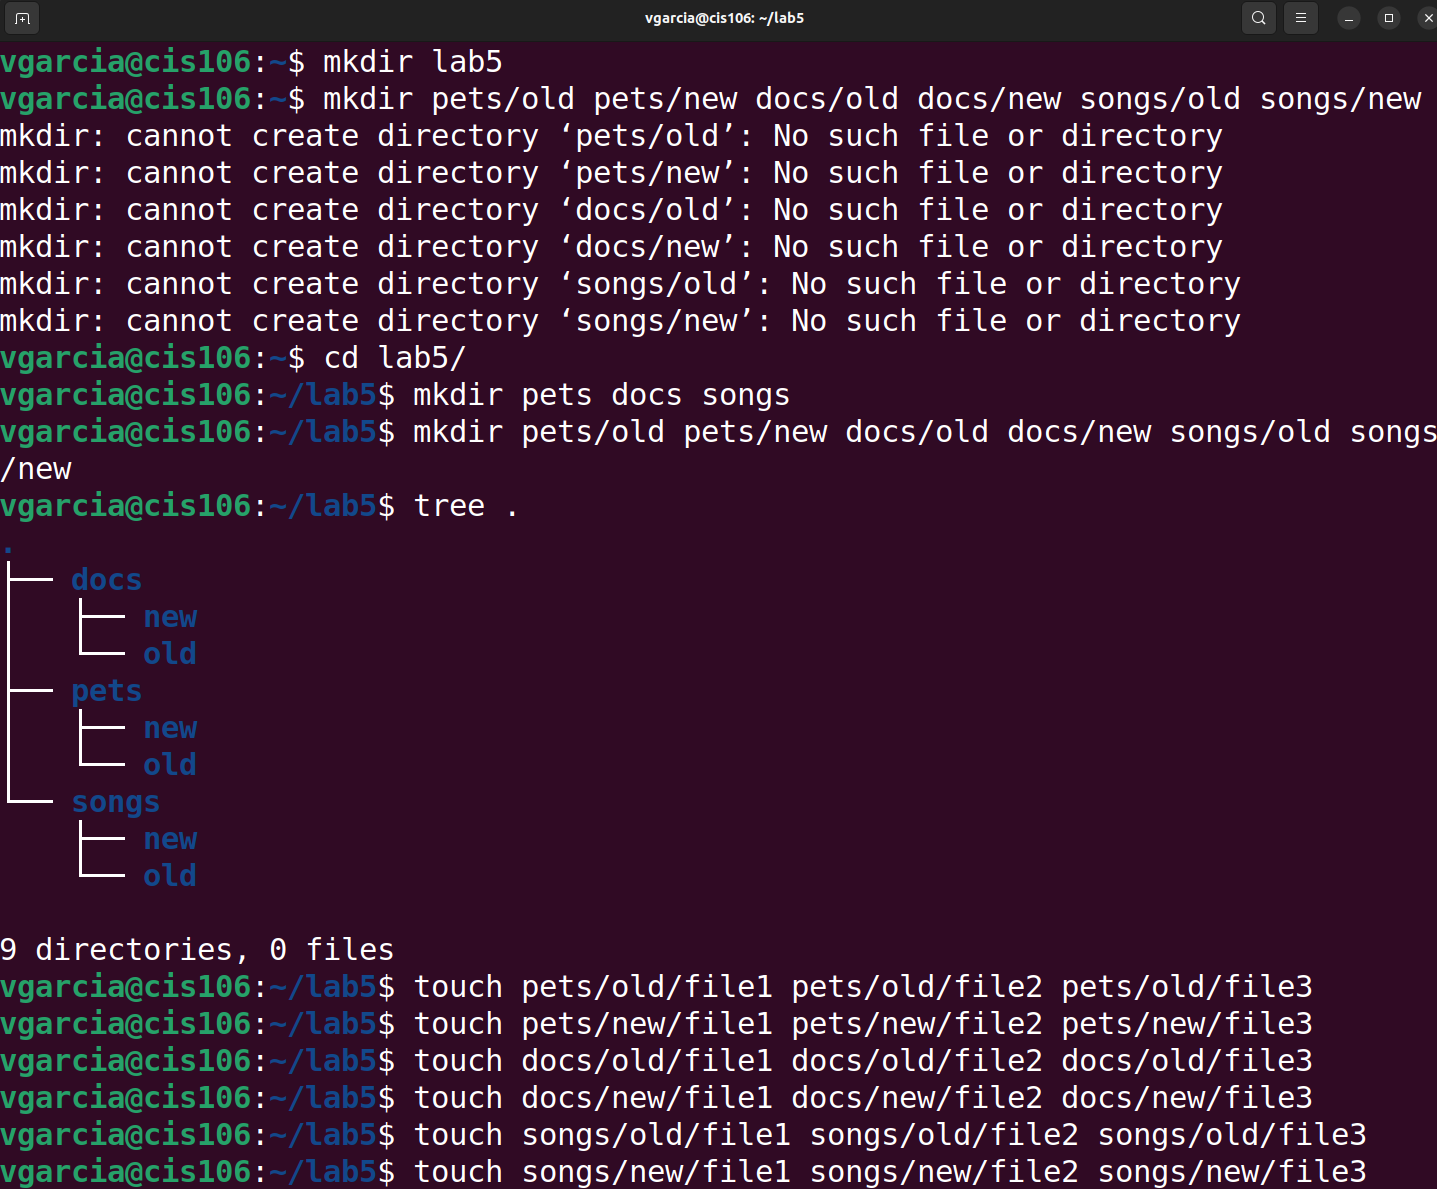 vgarcia@cis106: ~/lab5
vgarcia@cis106:~$ mkdir lab5
vgarcia@cis106:~$ mkdir pets/old pets/new docs/old docs/new songs/old songs/new
mkdir: cannot create directory ‘pets/old’: No such file or directory
mkdir: cannot create directory ‘pets/new’: No such file or directory
mkdir: cannot create directory ‘docs/old’: No such file or directory
mkdir: cannot create directory ‘docs/new’: No such file or directory
mkdir: cannot create directory ‘songs/old’: No such file or directory
mkdir: cannot create directory ‘songs/new’: No such file or directory
vgarcia@cis106:~$ cd lab5/
vgarcia@cis106:~/lab5$ mkdir pets docs songs
vgarcia@cis106:~/lab5$ mkdir pets/old pets/new docs/old docs/new songs/old songs
/new
vgarcia@cis106:~/lab5$ tree .
.
├── docs
│   ├── new
│   └── old
├── pets
│   ├── new
│   └── old
└── songs
    ├── new
    └── old
9 directories, 0 files
vgarcia@cis106:~/lab5$ touch pets/old/file1 pets/old/file2 pets/old/file3
vgarcia@cis106:~/lab5$ touch pets/new/file1 pets/new/file2 pets/new/file3
vgarcia@cis106:~/lab5$ touch docs/old/file1 docs/old/file2 docs/old/file3
vgarcia@cis106:~/lab5$ touch docs/new/file1 docs/new/file2 docs/new/file3
vgarcia@cis106:~/lab5$ touch songs/old/file1 songs/old/file2 songs/old/file3
vgarcia@cis106:~/lab5$ touch songs/new/file1 songs/new/file2 songs/new/file3